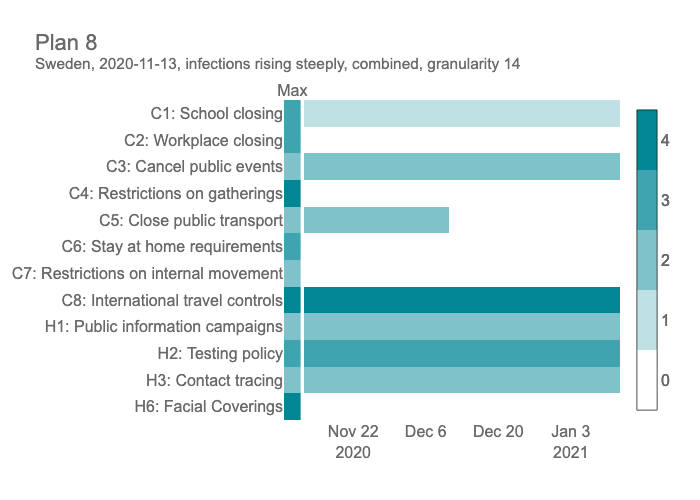 Plan 8
Sweden, 2020-11-13, infections rising steeply, combined, granularity 14
Max
C1: School closing
C2: Workplace closing
C3: Cancel public events
C4: Restrictions on gatherings
C5: Close public transport
C6: Stay at home requirements
C7: Restrictions on internal movement
C8: International travel controls
H1: Public information campaigns
H2: Testing policy
H3: Contact tracing
H6: Facial Coverings
4
3
2
1
0
Nov 22 Dec 6 Dec 20 Jan 3
2020 2021